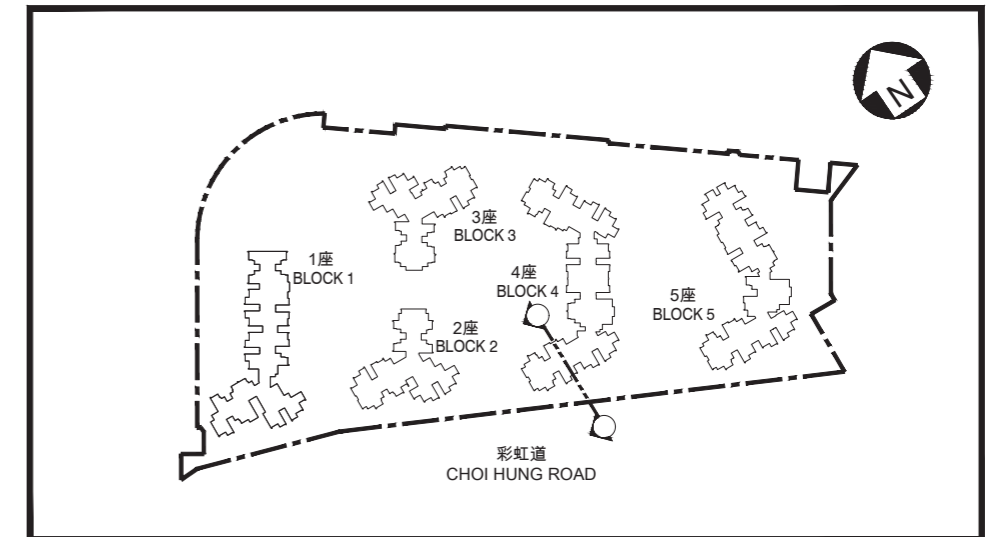 N
3座
BLOCK 3
1座
BLOCK 1
4座
BLOCK 4
5座
BLOCK 5
2座
BLOCK 2
彩虹道
CHOI HUNG ROAD